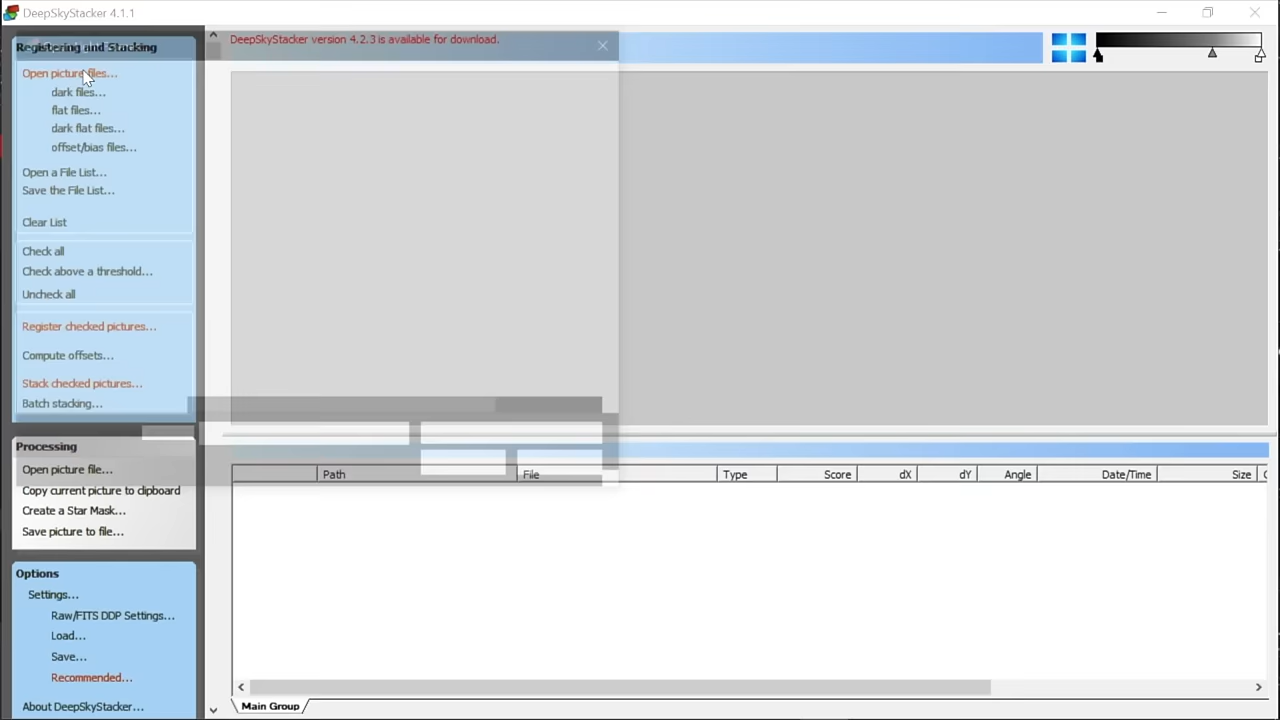 DeepSkyStacker 4.1.1
Registering and Stacking
Open picture files...
dark files...
flat files...
dark flat files...
offset/bias files...
Open a File List...
Save the File List...
Clear List
Check all
Check above a threshold...
Uncheck all
Register checked pictures...
Compute offsets...
Stack checked pictures...
Batch stacking...
Processing
Open picture file...
Copy current picture to clipboard
Create a Star Mask...
Save picture to file...
Options
Settings...
Raw/FITS DDP Settings...
Load...
Save...
Recommended...
About DeepSkyStacker...
DeepSkyStacker version 4.2.3 is available for download.
Path File Type Score dX dY Angle Date/Time Size
Main Group